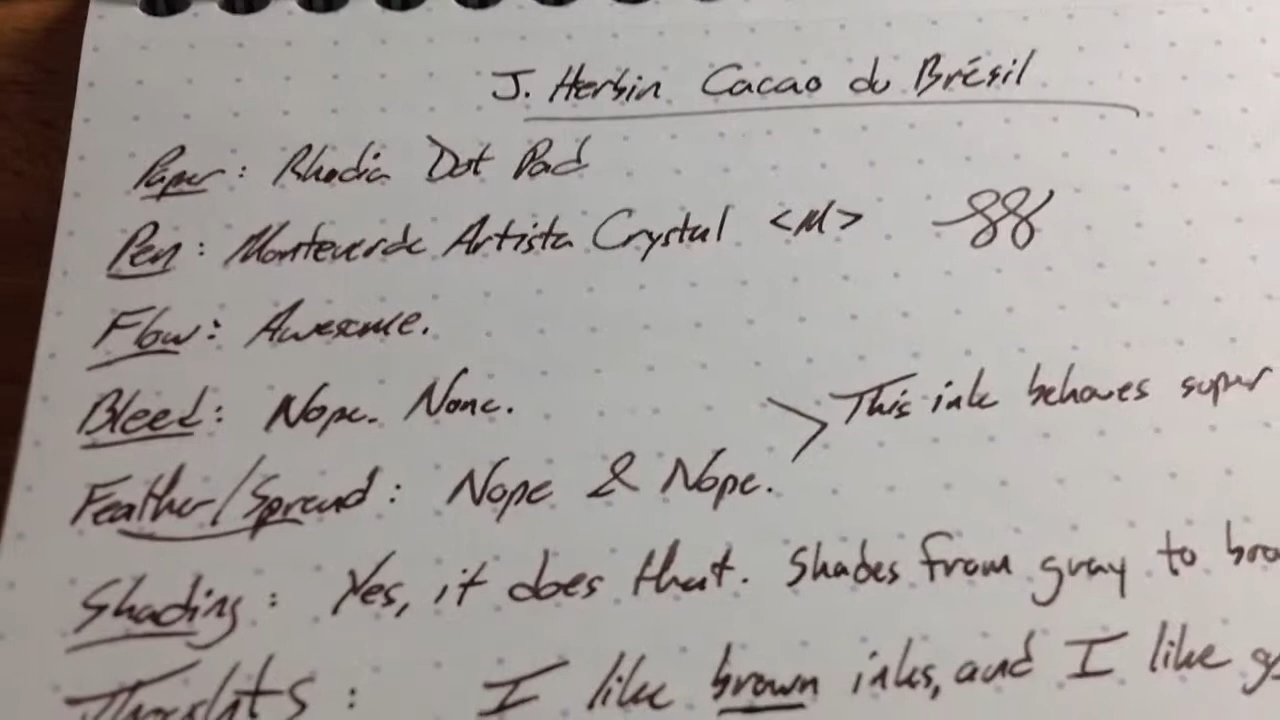 J. Herbin Cacao du Brésil
Paper: Rhodia Dot Pad
Pen: Monteverde Artista Crystal <M>
Flow: Awesome.
Bleed: Nope. None.
This ink behaves super
Feather/Spread: Nope & Nope.
Shading: Yes, it does that. Shades from gray to bro
Thoughts: I like brown inks, and I like g